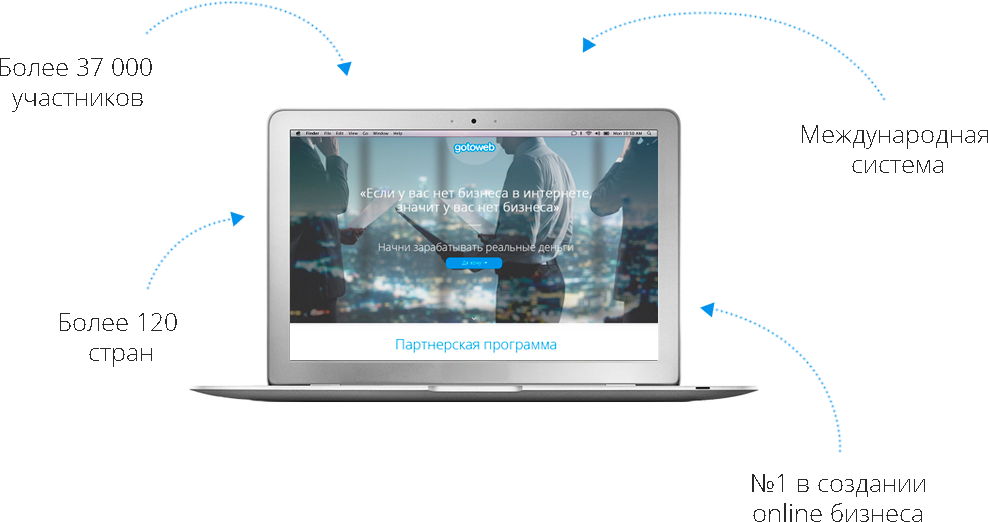 Более 37 000
участников
Международная
система
Finder File Edit View Go Window Help
Mon 10:50 AM
gotoweb
«Если у вас нет бизнеса в интернете,
значит у вас нет бизнеса»
Начни зарабатывать реальные деньги
Да хочу
Более 120
стран
Партнерская программа
№1 в создании
online бизнеса